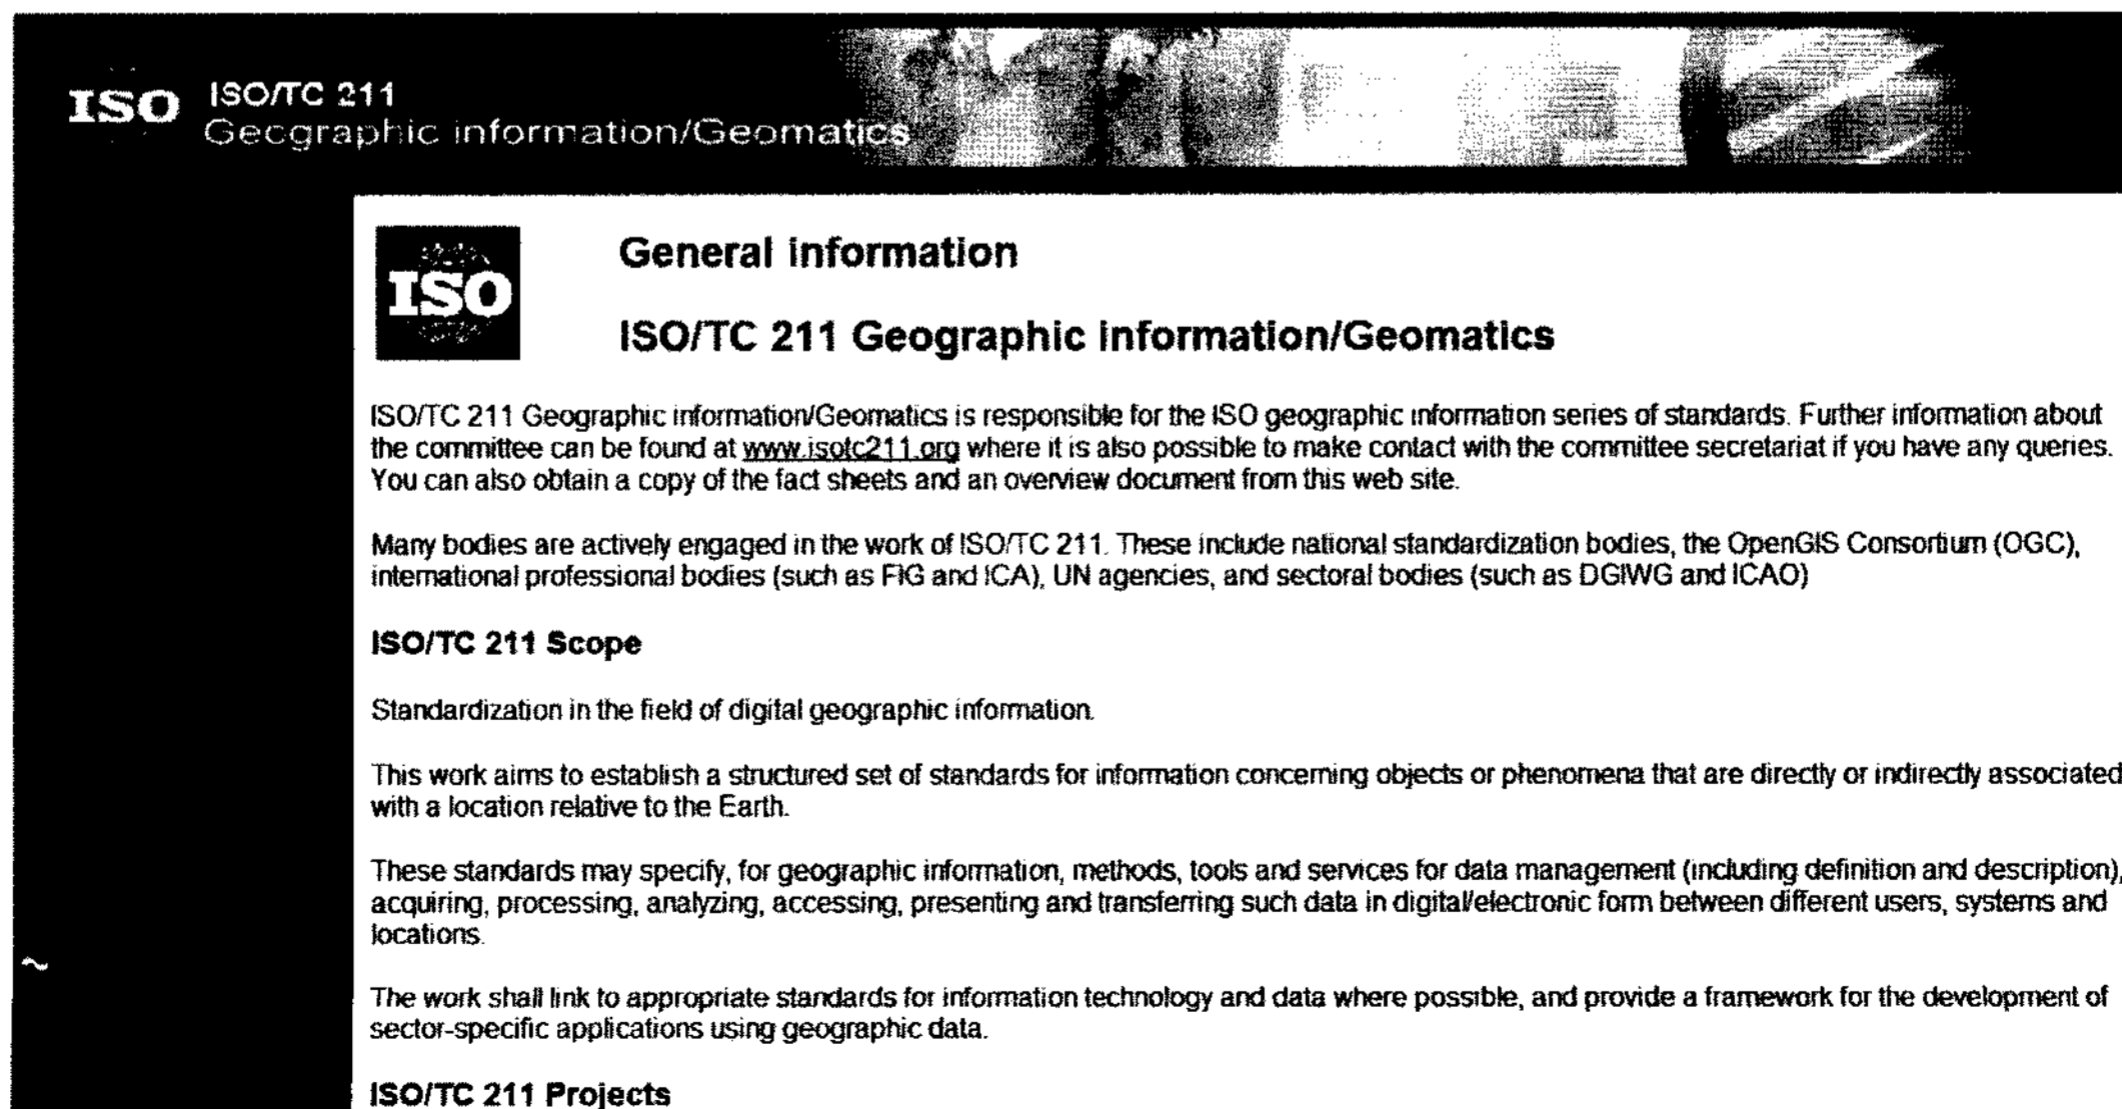 ISO
ISO/TC 211
Geographic information/Geomatics
ISO
General information
ISO/TC 211 Geographic information/Geomatics
ISO/TC 211 Geographic information/Geomatics is responsible for the ISO geographic information series of standards. Further information about
the committee can be found at www.isotc211.org where it is also possible to make contact with the committee secretariat if you have any queries.
You can also obtain a copy of the fact sheets and an overview document from this web site.
Many bodies are actively engaged in the work of ISO/TC 211. These include national standardization bodies, the OpenGIS Consortium (OGC),
international professional bodies (such as FIG and ICA), UN agencies, and sectoral bodies (such as DGIWG and ICAO)
ISO/TC 211 Scope
Standardization in the field of digital geographic information.
This work aims to establish a structured set of standards for information concerning objects or phenomena that are directly or indirectly associated
with a location relative to the Earth.
These standards may specify, for geographic information, methods, tools and services for data management (including definition and description),
acquiring, processing, analyzing, accessing, presenting and transferring such data in digital/electronic form between different users, systems and
locations.
The work shall link to appropriate standards for information technology and data where possible, and provide a framework for the development of
sector-specific applications using geographic data.
ISO/TC 211 Projects